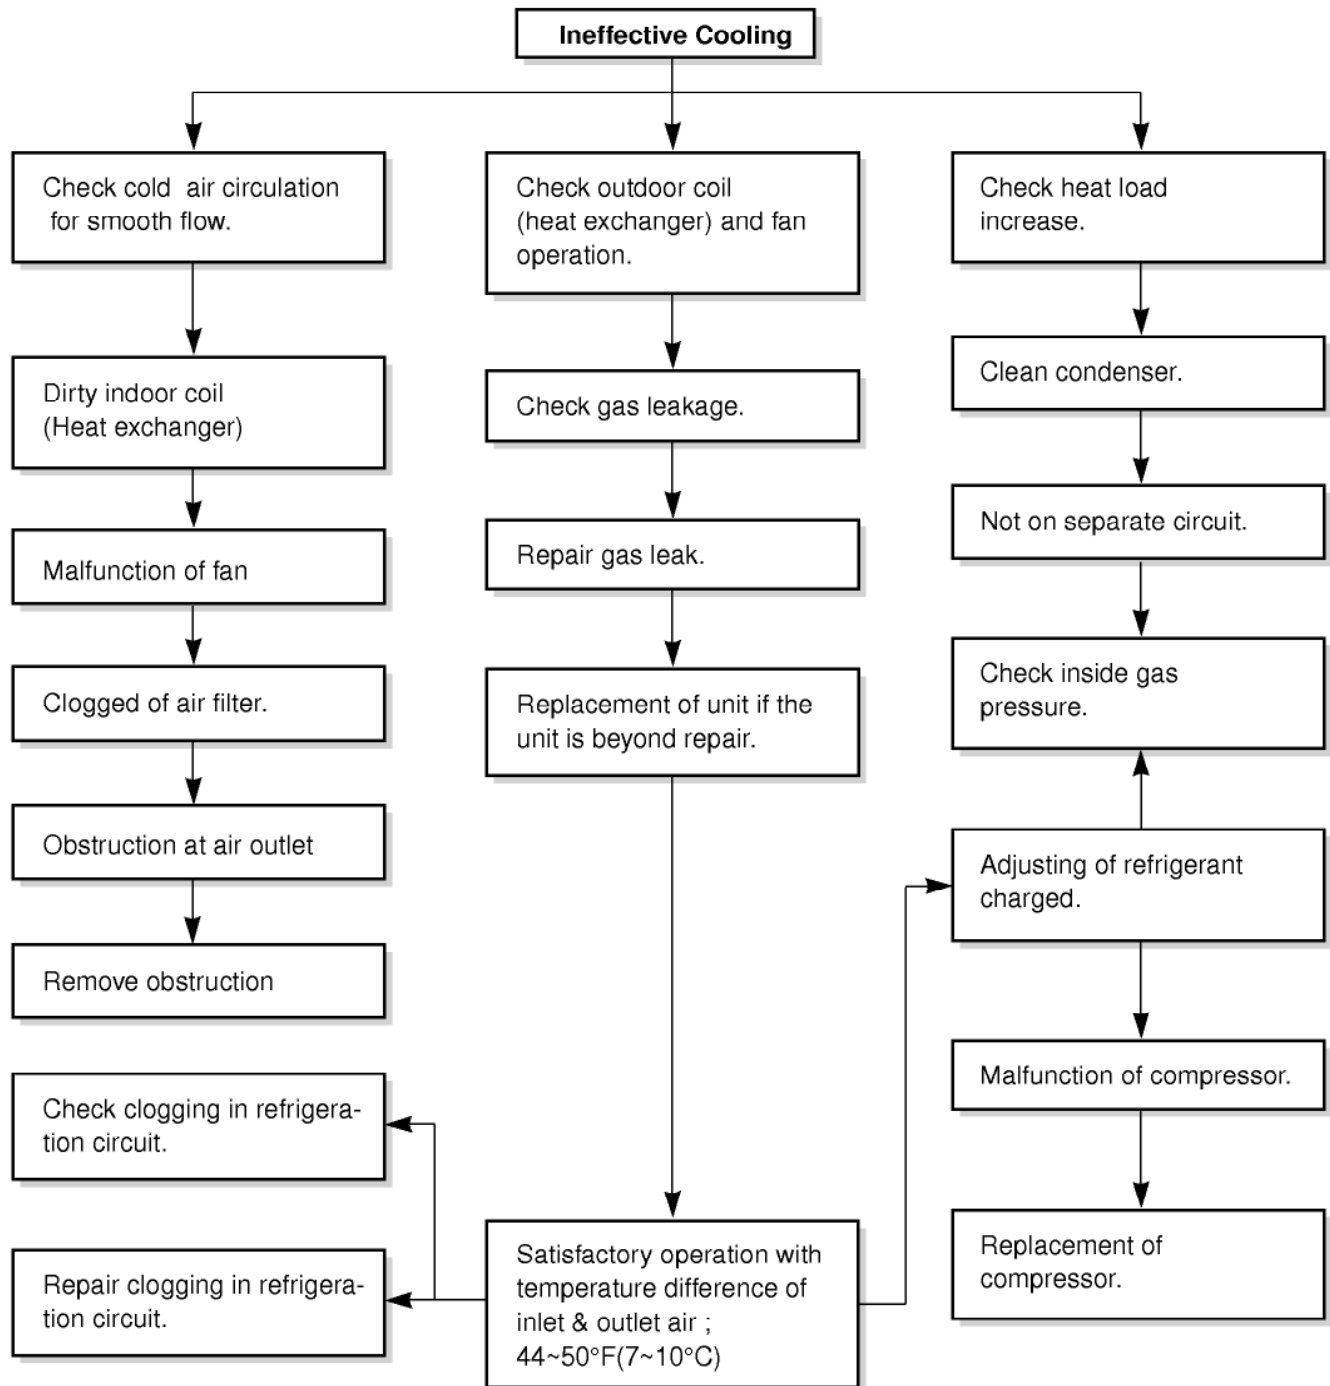 Ineffective Cooling
Check cold air circulation
for smooth flow.
Dirty indoor coil
(Heat exchanger)
Malfunction of fan
Clogged of air filter.
Obstruction at air outlet
Remove obstruction
Check clogging in refrigera-
tion circuit.
Repair clogging in refrigera-
tion circuit.
Check outdoor coil
(heat exchanger) and fan
operation.
Check gas leakage.
Repair gas leak.
Replacement of unit if the
unit is beyond repair.
Satisfactory operation with
temperature difference of
inlet & outlet air ;
44~50°F(7~10°C)
Check heat load
increase.
Clean condenser.
Not on separate circuit.
Check inside gas
pressure.
Adjusting of refrigerant
charged.
Malfunction of compressor.
Replacement of
compressor.